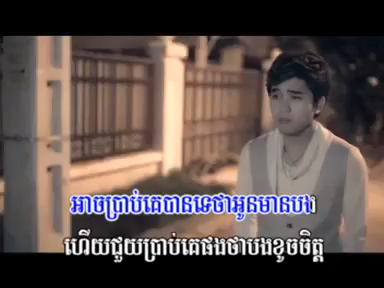 អាចប្រាប់គេបានទេថាអូនមានបង
ហើយជួយប្រាប់គេផងថាបងខូចចិត្ត